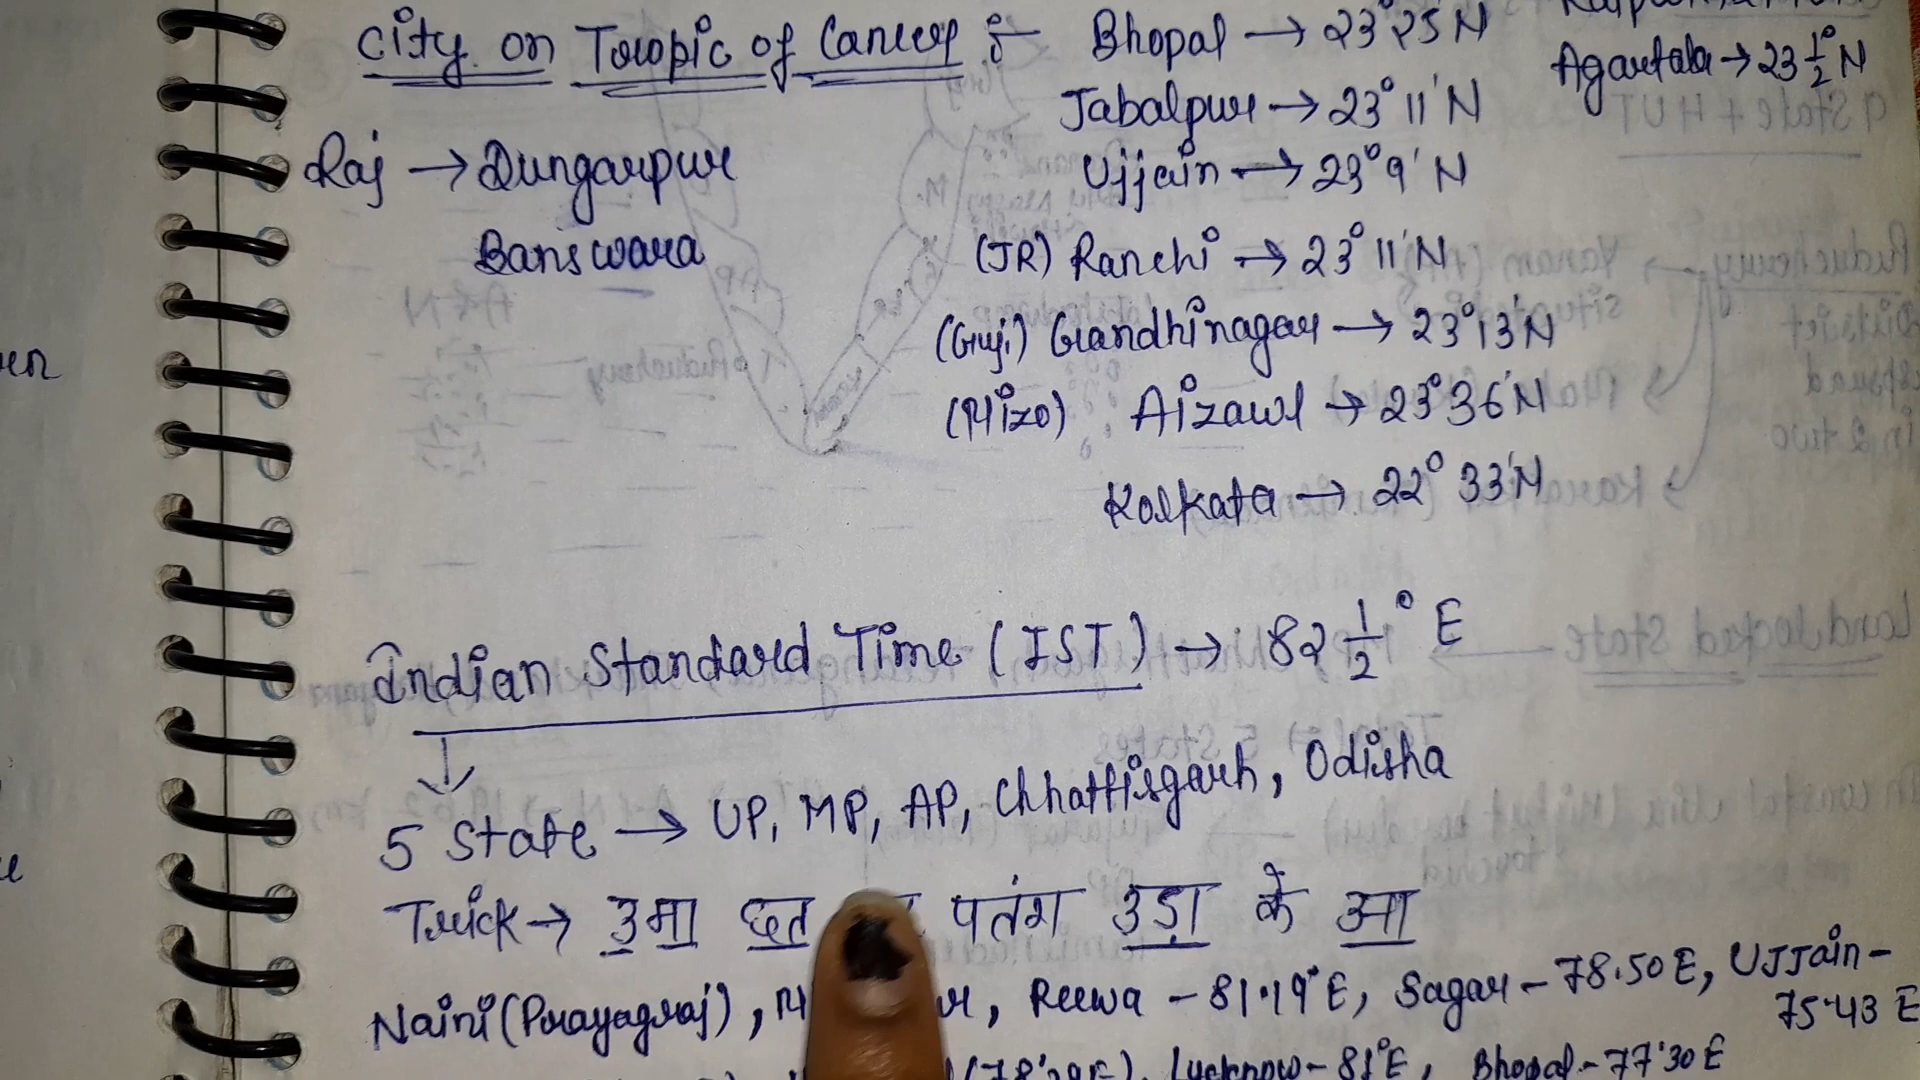 City on Tropic of Cancer :- Bhopal → 23°25'N
Agartala → 23 1/2° N
Jabalpur → 23°11'N
Raj → Dungarpur
Ujjain → 23°9'N
Banswara
(JR) Ranchi → 23°11'N
(Guj) Gandhinagar → 23°13'N
(Mizo) Aizawl → 23°36'N
Kolkata → 22°33'N
Indian Standard Time (IST) → 82 1/2° E
5 State → UP, MP, AP, Chhattisgarh, Odisha
Trick → उमा छत पतंग उड़ा के आ
Naini (Prayagraj), Reewa - 81.19°E, Sagar - 78.50 E, UJJain - 75.43 E
Lucknow - 81°E, Bhopal - 77'30 E